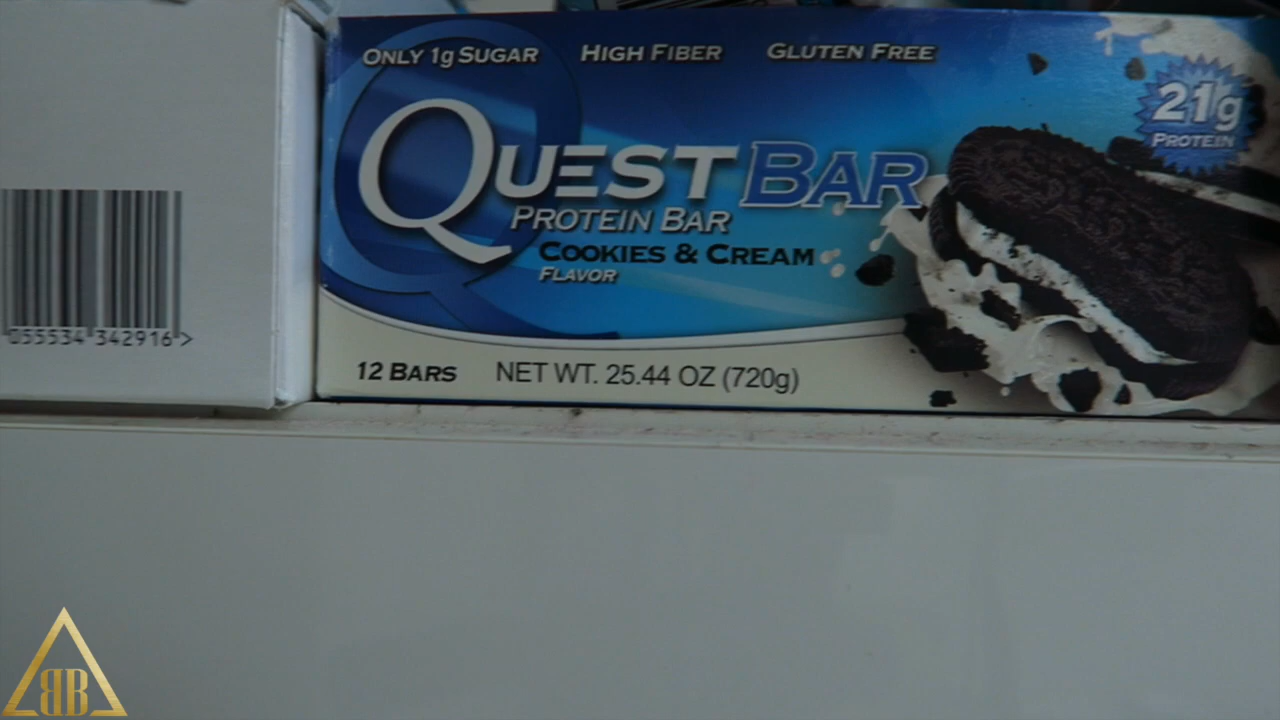 ONLY 1g SUGAR HIGH FIBER GLUTEN FREE
21g
PROTEIN
QUEST BAR
PROTEIN BAR
COOKIES & CREAM
FLAVOR
12 BARS NET WT. 25.44 OZ (720g)
055534 342916 >
BB